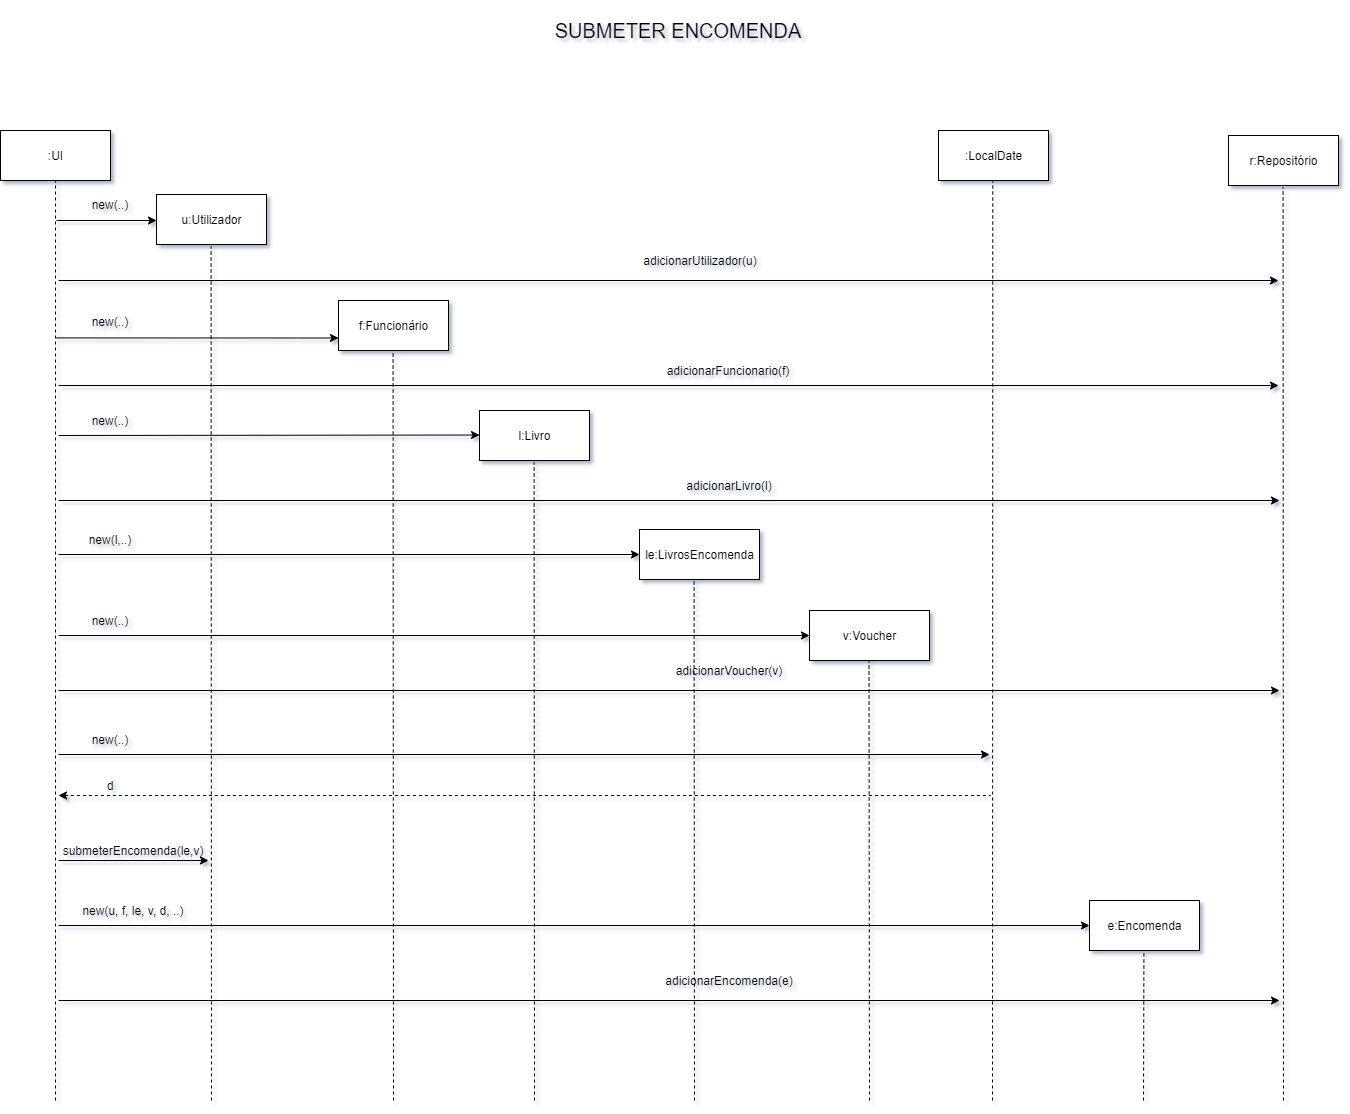 SUBMETER ENCOMENDA
:UI
:LocalDate
r:Repositório
new(..)
u:Utilizador
adicionarUtilizador(u)
new(..)
f:Funcionário
adicionarFuncionario(f)
new(..)
l:Livro
adicionarLivro(l)
new(l,..)
le:LivrosEncomenda
new(..)
v:Voucher
adicionarVoucher(v)
new(..)
d
submeterEncomenda(le,v)
new(u, f, le, v, d, ..)
e:Encomenda
adicionarEncomenda(e)